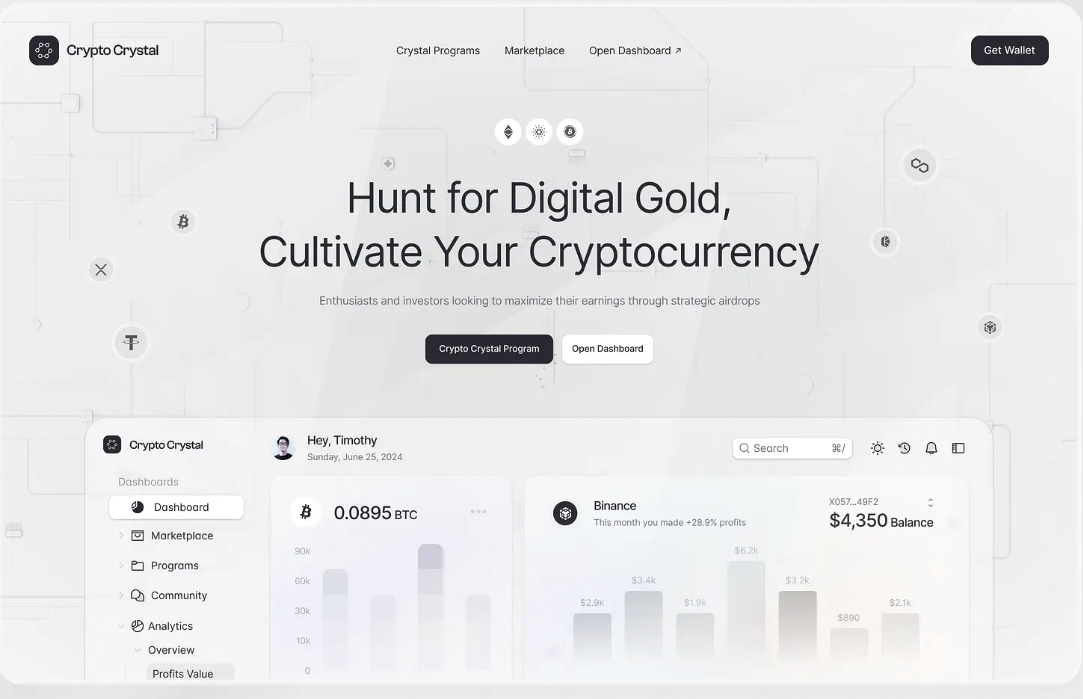 Crypto Crystal
Crystal Programs
Marketplace
Open Dashboard ↗
Get Wallet
Hunt for Digital Gold,
Cultivate Your Cryptocurrency
Enthusiasts and investors looking to maximize their earnings through strategic airdrops
Crypto Crystal Program
Open Dashboard
Crypto Crystal
Dashboards
Dashboard
Marketplace
Programs
Community
Analytics
Overview
Profits Value
Hey, Timothy
Sunday, June 25, 2024
Search ⌘/
0.0895 BTC
90k
60k
30k
10k
0
Binance
This month you made +28.9% profits
X057...49F2
$4,350 Balance
$2.9k
$3.4k
$1.9k
$6.2k
$3.2k
$890
$2.1k